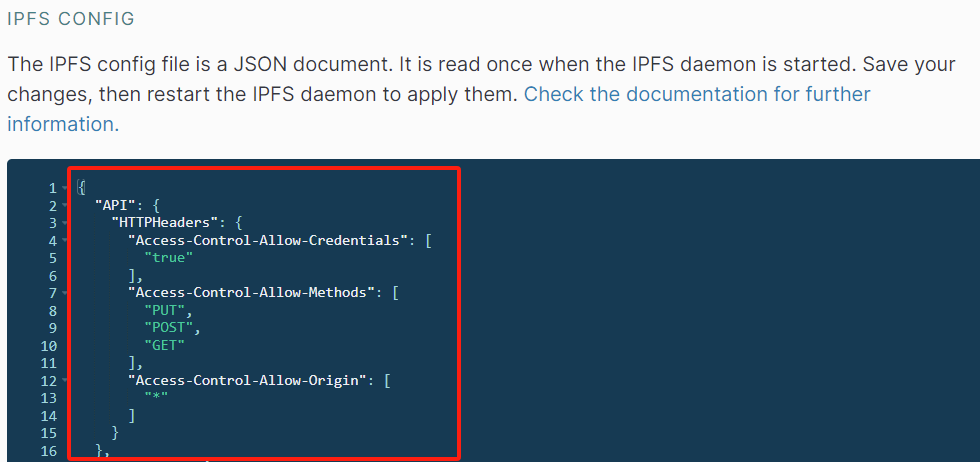 IPFS CONFIG
The IPFS config file is a JSON document. It is read once when the IPFS daemon is started. Save your
changes, then restart the IPFS daemon to apply them. Check the documentation for further
information.
1 {
2 "API": {
3 "HTTPHeaders": {
4 "Access-Control-Allow-Credentials": [
5 "true"
6 ],
7 "Access-Control-Allow-Methods": [
8 "PUT",
9 "POST",
10 "GET"
11 ],
12 "Access-Control-Allow-Origin": [
13 "*"
14 ]
15 }
16 },